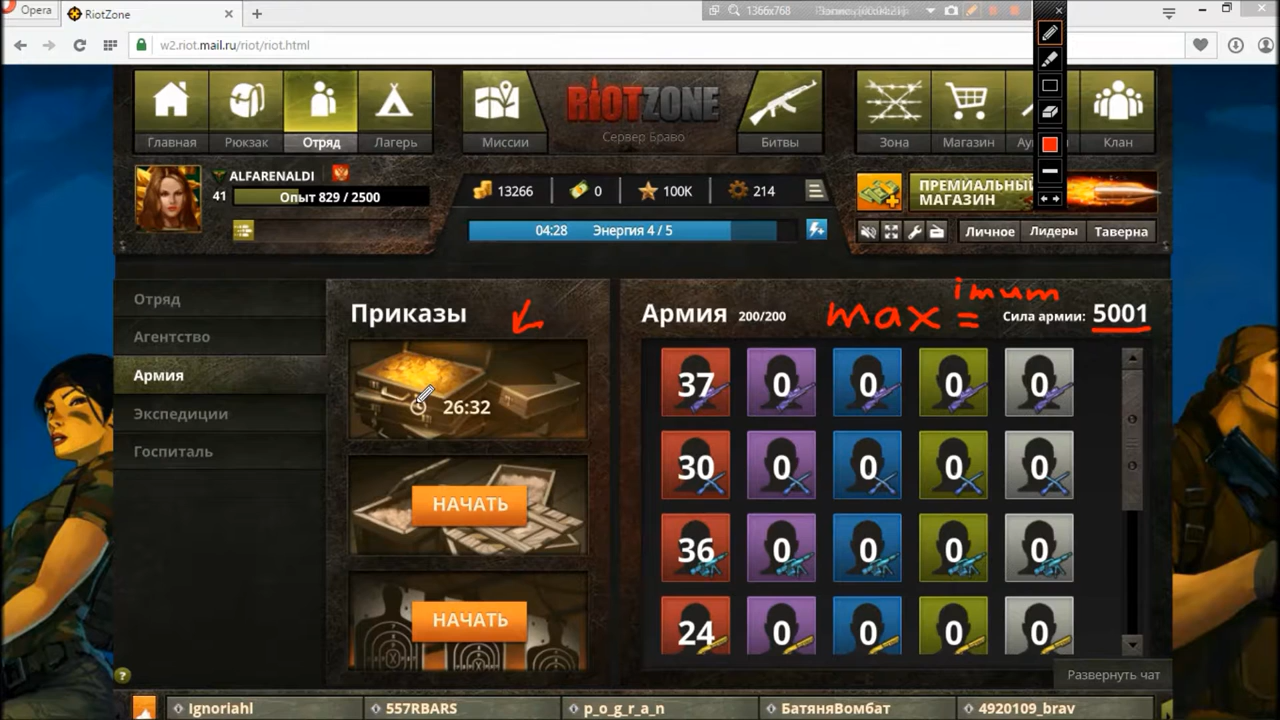 Opera
RiotZone
1366x768
w2.riot.mail.ru/riot/riot.html
Главная
Рюкзак
Отряд
Лагерь
Миссии
RIOTZONE
Сервер Браво
Битвы
Зона
Магазин
Клан
ALFARENALDI
41
Опыт 829 / 2500
13266
0
100K
214
04:28 Энергия 4 / 5
ПРЕМИАЛЬНЫЙ
МАГАЗИН
Личное
Лидеры
Таверна
Отряд
Агентство
Армия
Экспедиции
Госпиталь
Приказы
26:32
НАЧАТЬ
НАЧАТЬ
Армия 200/200
max = imum
Сила армии: 5001
37 0 0 0 0
30 0 0 0 0
36 0 0 0 0
24 0 0 0 0
Развернуть чат
?
Ignoriahl
557RBARS
p_o_g_r_a_n
БатяняВомбат
4920109_brav